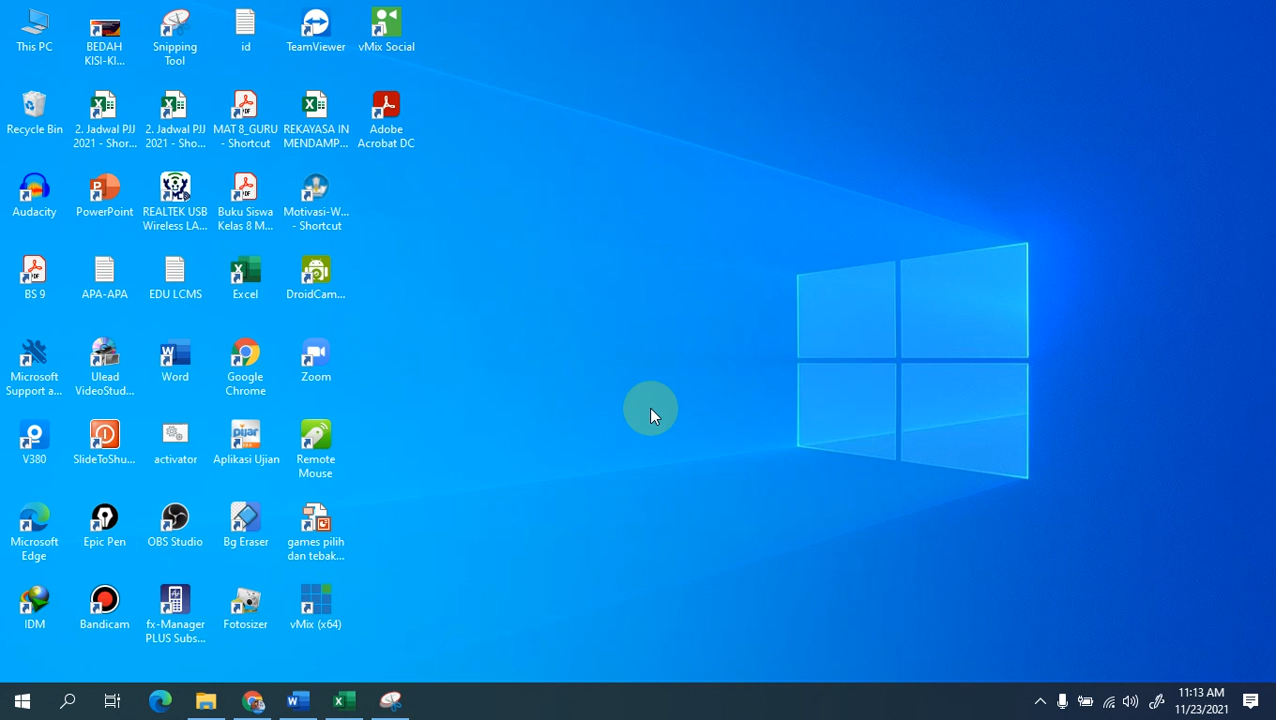 This PC
BEDAH
KISI-KI...
Snipping
Tool
id
TeamViewer
vMix Social
Recycle Bin
2. Jadwal PJJ
2021 - Shor...
2. Jadwal PJJ
2021 - Sho...
MAT 8_GURU
- Shortcut
REKAYASA IN
MENDAMP...
Adobe
Acrobat DC
Audacity
PowerPoint
REALTEK USB
Wireless LA...
Buku Siswa
Kelas 8 M...
Motivasi-W...
- Shortcut
BS 9
APA-APA
EDU LCMS
Excel
DroidCam...
Microsoft
Support a...
Ulead
VideoStud...
Word
Google
Chrome
Zoom
V380
SlideToShu...
activator
Aplikasi Ujian
Remote
Mouse
Microsoft
Edge
Epic Pen
OBS Studio
Bg Eraser
games pilih
dan tebak...
IDM
Bandicam
fx-Manager
PLUS Subs...
Fotosizer
vMix (x64)
11:13 AM
11/23/2021